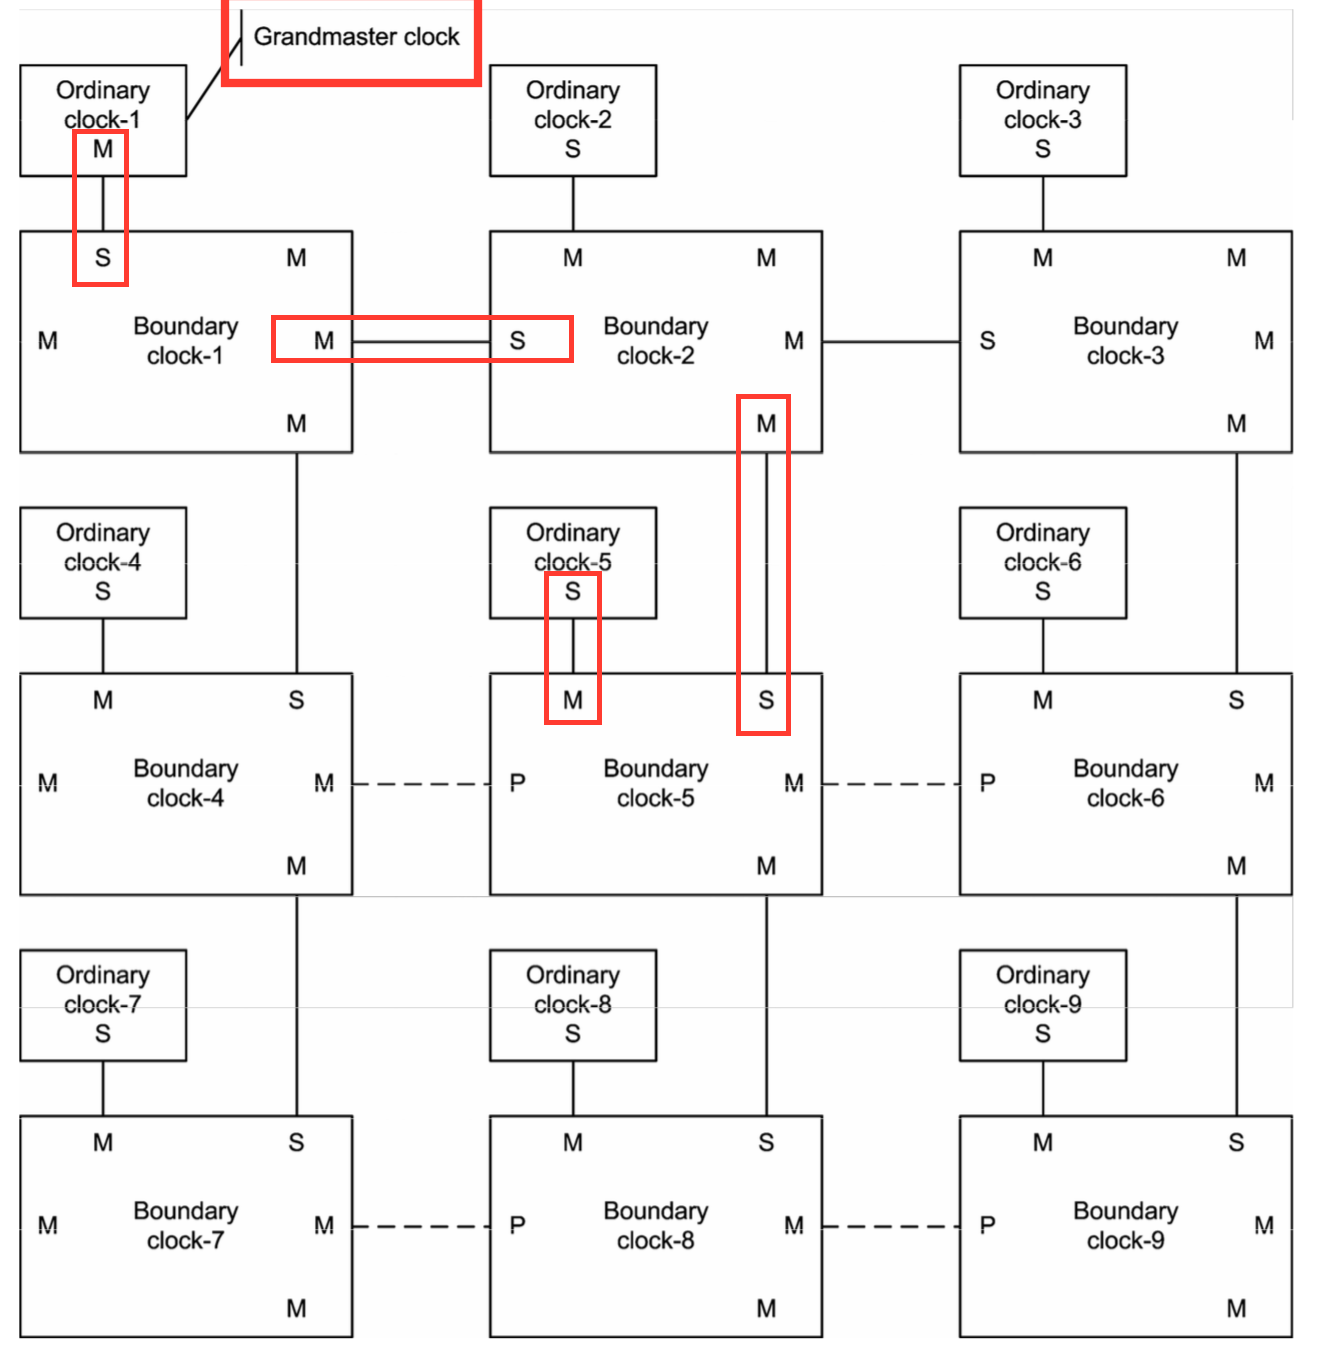 Grandmaster clock
Ordinary
clock-1
M
Ordinary
clock-2
S
Ordinary
clock-3
S
S
M
M
Boundary
clock-1
M
M
M
M
S
Boundary
clock-2
M
M
M
M
S
Boundary
clock-3
M
M
Ordinary
clock-4
S
Ordinary
clock-5
S
Ordinary
clock-6
S
M
S
M
Boundary
clock-4
M
M
M
S
P
Boundary
clock-5
M
M
M
S
P
Boundary
clock-6
M
M
Ordinary
clock-7
S
Ordinary
clock-8
S
Ordinary
clock-9
S
M
S
M
Boundary
clock-7
M
M
M
S
P
Boundary
clock-8
M
M
M
S
P
Boundary
clock-9
M
M